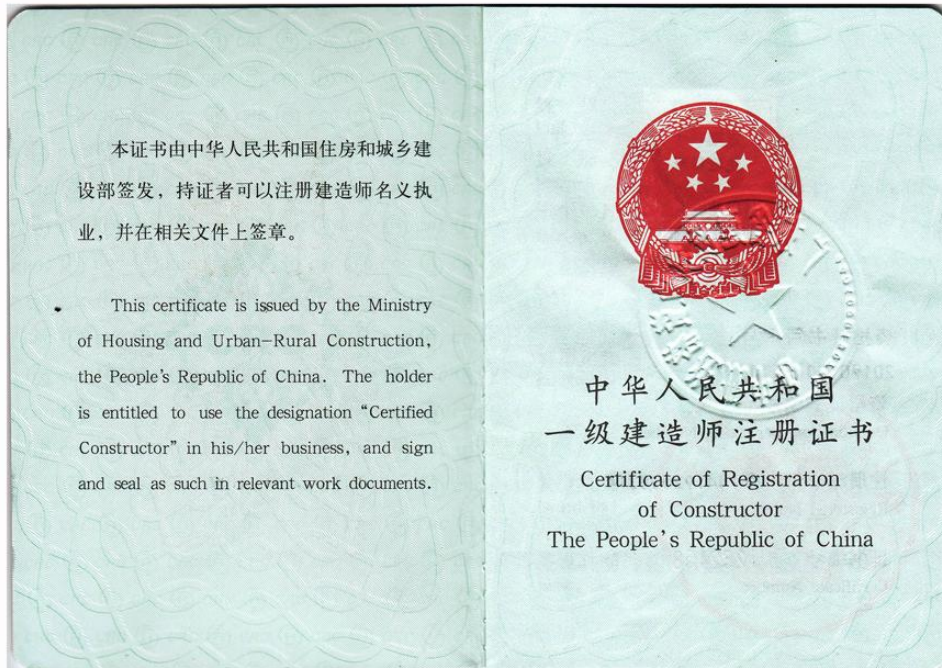 本证书由中华人民共和国住房和城乡建
设部签发，持证者可以注册建造师名义执
业，并在相关文件上签章。
This certificate is issued by the Ministry
of Housing and Urban-Rural Construction,
the People's Republic of China. The holder
is entitled to use the designation “Certified
Constructor” in his/her business, and sign
and seal as such in relevant work documents.
中华人民共和国
一级建造师注册证书
Certificate of Registration
of Constructor
The People's Republic of China